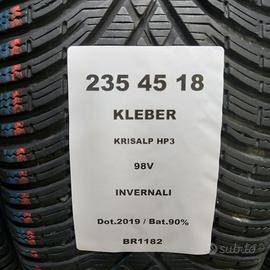 235 45 18
KLEBER
KRISALP HP3
98V
INVERNALI
Dot.2019 / Bat.90%
BR1182
subito